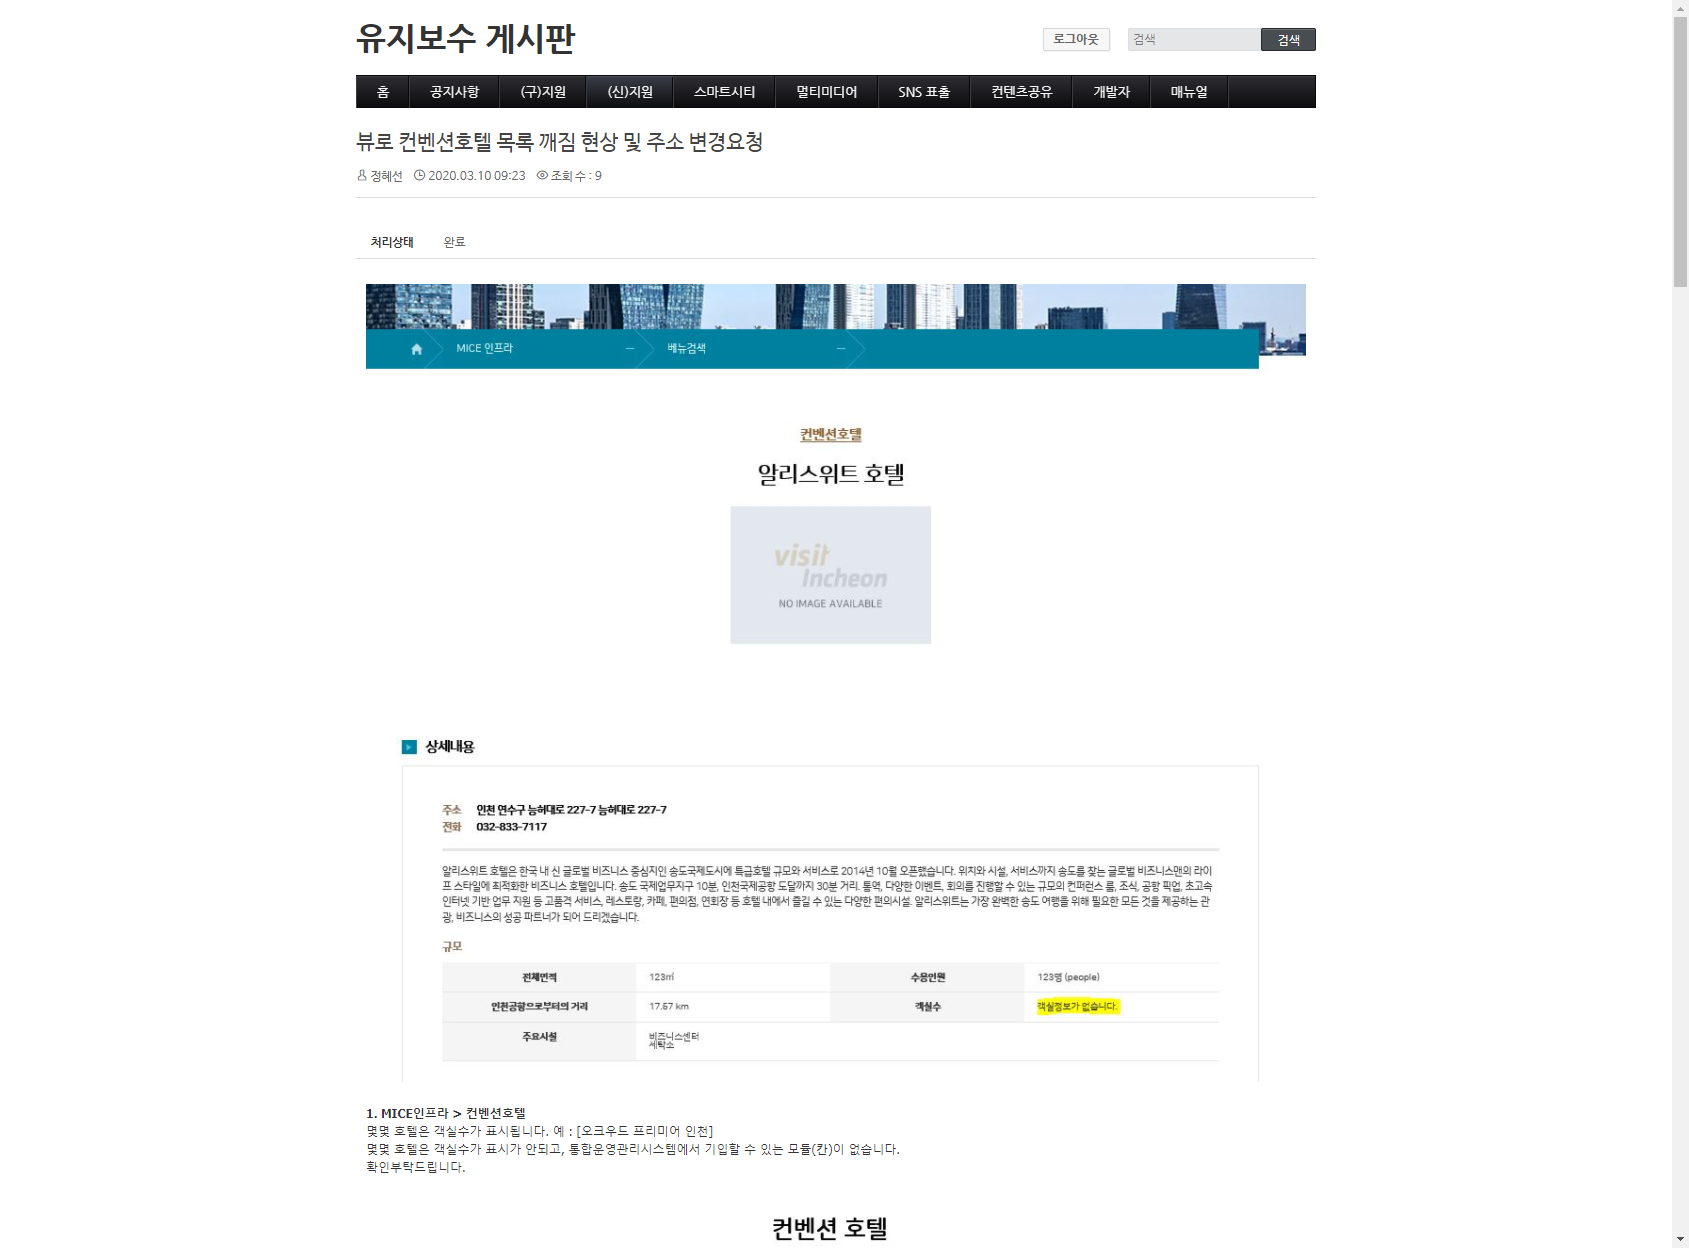 유지보수 게시판
로그아웃
검색
검색
홈 공지사항 (구)지원 (신)지원 스마트시티 멀티미디어 SNS 표출 컨텐츠공유 개발자 매뉴얼
뷰로 컨벤션호텔 목록 깨짐 현상 및 주소 변경요청
정혜선 2020.03.10 09:23 조회 수 : 9
처리상태 완료
MICE 인프라 베뉴검색
컨벤션호텔
알리스위트 호텔
visit
Incheon
NO IMAGE AVAILABLE
상세내용
주소 인천 연수구 능허대로 227-7 능허대로 227-7
전화 032-833-7117
알리스위트 호텔은 한국 내 신 글로벌 비즈니스 중심지인 송도국제도시에 특급호텔 규모와 서비스로 2014년 10월 오픈했습니다. 위치와 시설, 서비스까지 송도를 찾는 글로벌 비즈니스맨의 라이
프 스타일에 최적화한 비즈니스 호텔입니다. 송도 국제업무지구 10분, 인천국제공항 도달까지 30분 거리. 통역, 다양한 이벤트, 회의를 진행할 수 있는 규모의 컨퍼런스 룸, 조식, 공항 픽업, 초고속
인터넷 기반 업무 지원 등 고품격 서비스, 레스토랑, 카페, 편의점, 연회장 등 호텔 내에서 즐길 수 있는 다양한 편의시설. 알리스위트는 가장 완벽한 송도 여행을 위해 필요한 모든 것을 제공하는 관
광, 비즈니스의 성공 파트너가 되어 드리겠습니다.
규모
전체면적 123㎡ 수용인원 123명 (people)
인천공항으로부터의 거리 17.57 km 객실수 객실정보가 없습니다.
주요시설 비즈니스센터
세탁소
1. MICE인프라 > 컨벤션호텔
몇몇 호텔은 객실수가 표시됩니다. 예 : [오크우드 프리미어 인천]
몇몇 호텔은 객실수가 표시가 안되고, 통합운영관리시스템에서 기입할 수 있는 모듈(칸)이 없습니다.
확인부탁드립니다.
컨벤션 호텔